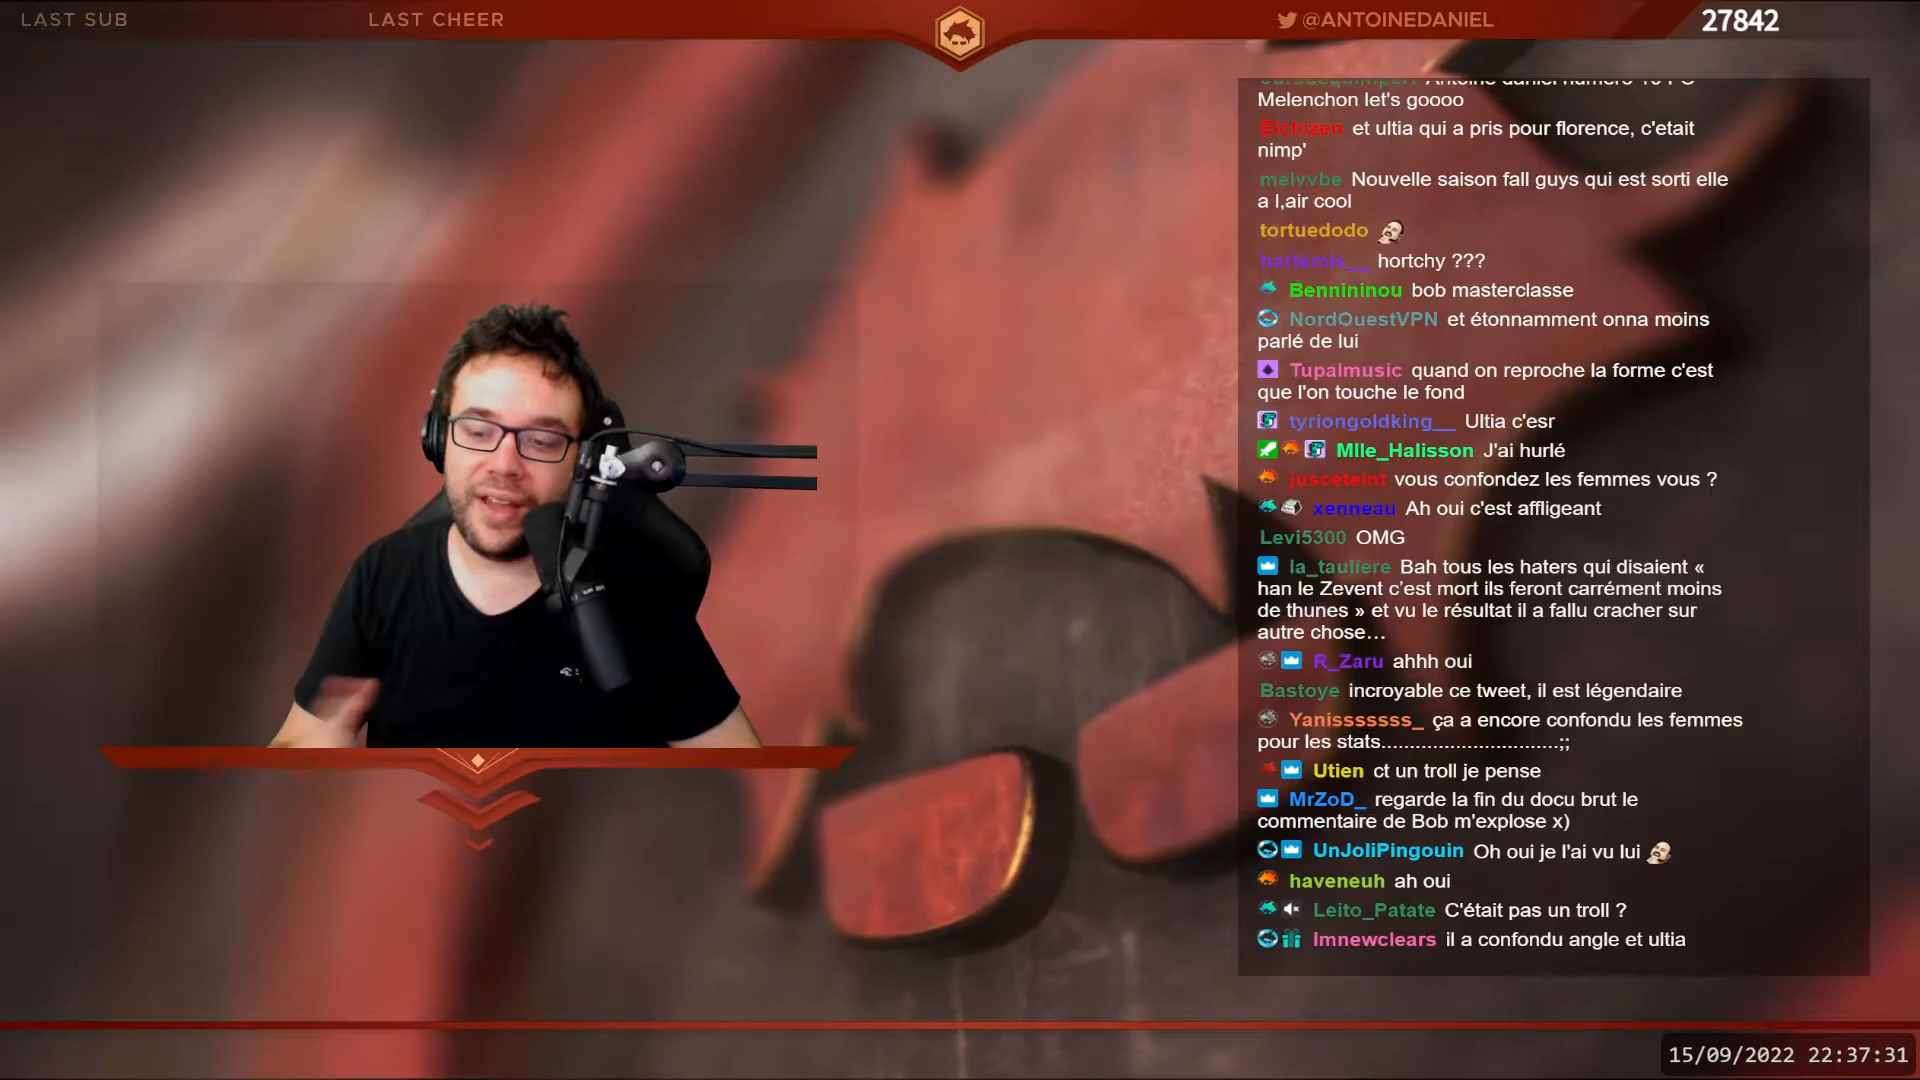 LAST SUB
LAST CHEER
@ANTOINEDANIEL
27842
Melenchon let's goooo
Elchizen et ultia qui a pris pour florence, c'etait
nimp'
melvvbe Nouvelle saison fall guys qui est sorti elle
a l,air cool
tortuedodo
hartemis__ hortchy ???
Bennininou bob masterclasse
NordOuestVPN et étonnamment onna moins
parlé de lui
Tupalmusic quand on reproche la forme c'est
que l'on touche le fond
tyriongoldking__ Ultia c'esr
Mlle_Halisson J'ai hurlé
jusceteint vous confondez les femmes vous ?
xenneau Ah oui c'est affligeant
Levi5300 OMG
la_tauliere Bah tous les haters qui disaient «
han le Zevent c’est mort ils feront carrément moins
de thunes » et vu le résultat il a fallu cracher sur
autre chose…
R_Zaru ahhh oui
Bastoye incroyable ce tweet, il est légendaire
Yanisssssss_ ça a encore confondu les femmes
pour les stats...............................;;
Utien ct un troll je pense
MrZoD_ regarde la fin du docu brut le
commentaire de Bob m'explose x)
UnJoliPingouin Oh oui je l'ai vu lui
haveneuh ah oui
Leito_Patate C'était pas un troll ?
Imnewclears il a confondu angle et ultia
15/09/2022 22:37:31